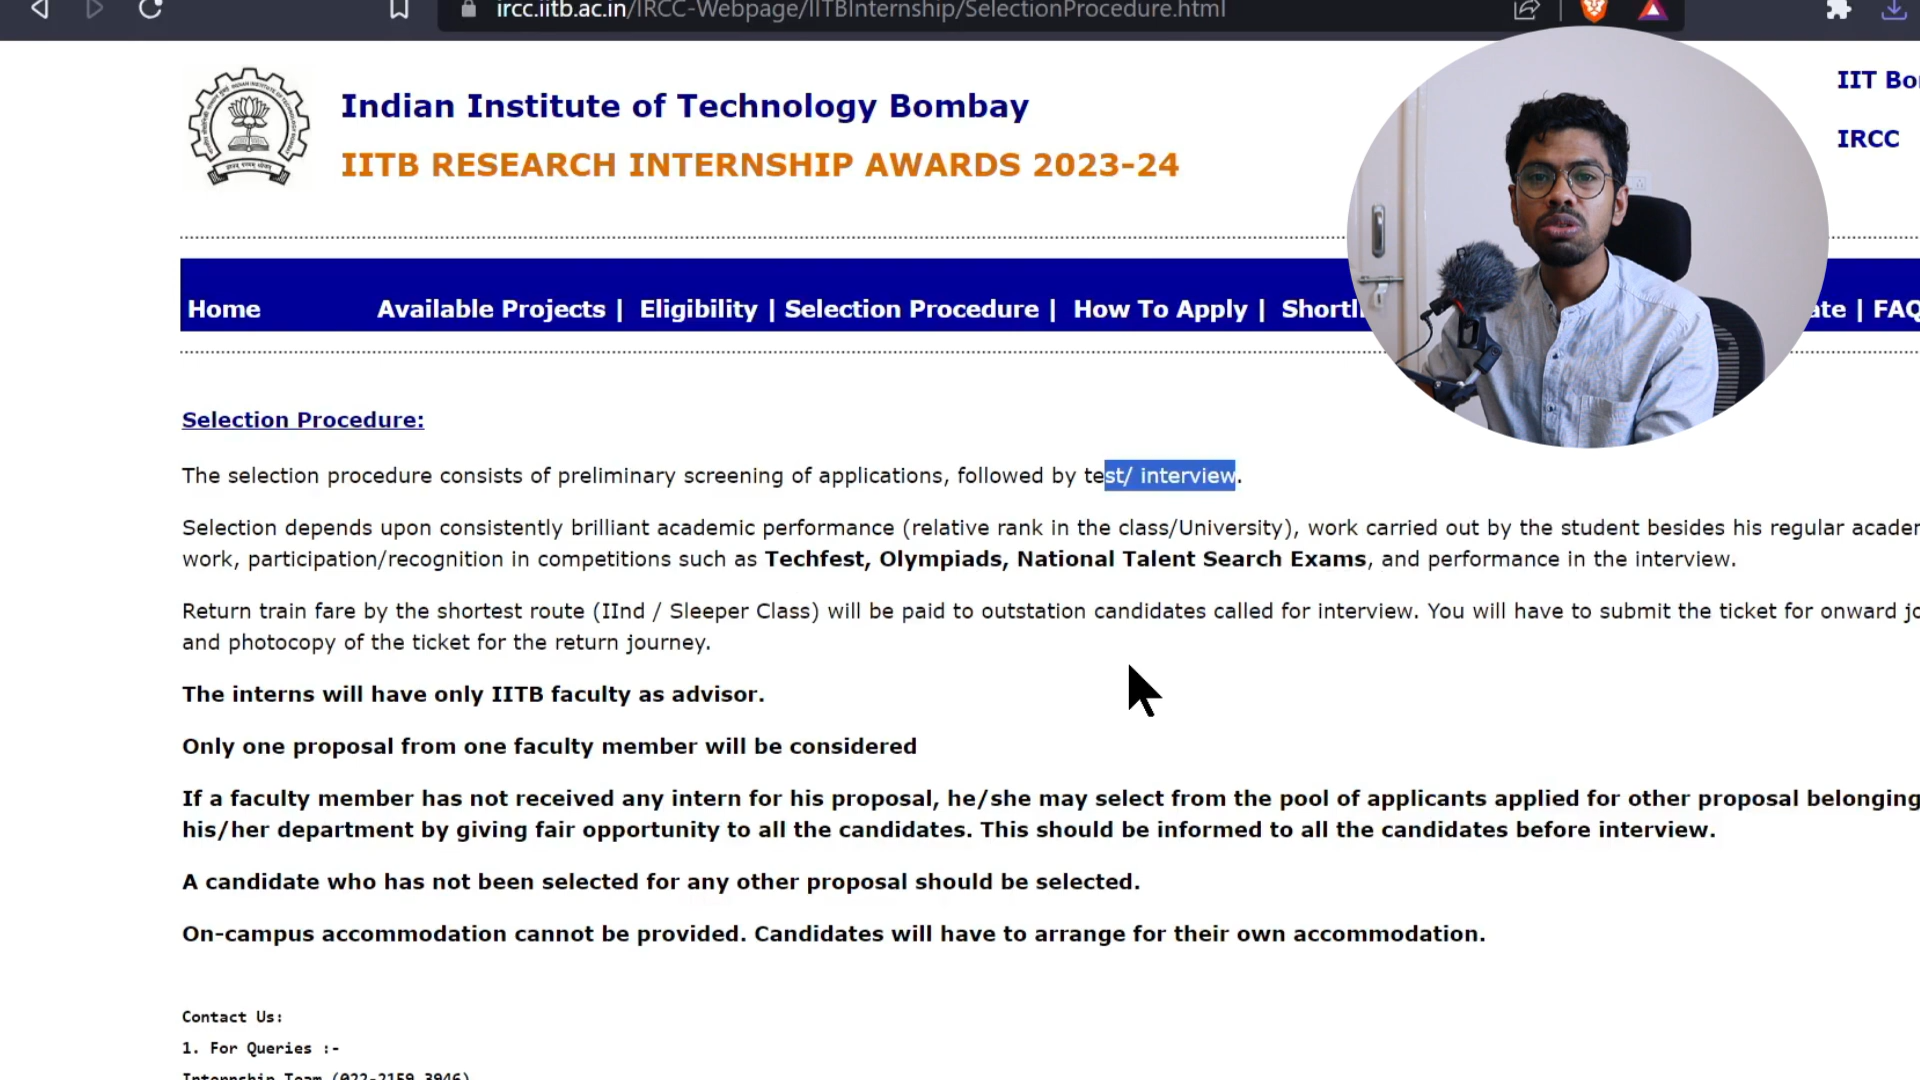 ircc.iitb.ac.in/IRCC-Webpage/IITBInternship/SelectionProcedure.html
Indian Institute of Technology Bombay
IITB RESEARCH INTERNSHIP AWARDS 2023-24
IIT Bo
IRCC
Home Available Projects | Eligibility | Selection Procedure | How To Apply | Shortl ate | FAQ
Selection Procedure:
The selection procedure consists of preliminary screening of applications, followed by test/ interview.
Selection depends upon consistently brilliant academic performance (relative rank in the class/University), work carried out by the student besides his regular acade
work, participation/recognition in competitions such as Techfest, Olympiads, National Talent Search Exams, and performance in the interview.
Return train fare by the shortest route (IInd / Sleeper Class) will be paid to outstation candidates called for interview. You will have to submit the ticket for onward jo
and photocopy of the ticket for the return journey.
The interns will have only IITB faculty as advisor.
Only one proposal from one faculty member will be considered
If a faculty member has not received any intern for his proposal, he/she may select from the pool of applicants applied for other proposal belonging
his/her department by giving fair opportunity to all the candidates. This should be informed to all the candidates before interview.
A candidate who has not been selected for any other proposal should be selected.
On-campus accommodation cannot be provided. Candidates will have to arrange for their own accommodation.
Contact Us:
1. For Queries :-
Internship Team (022-2159 3946)